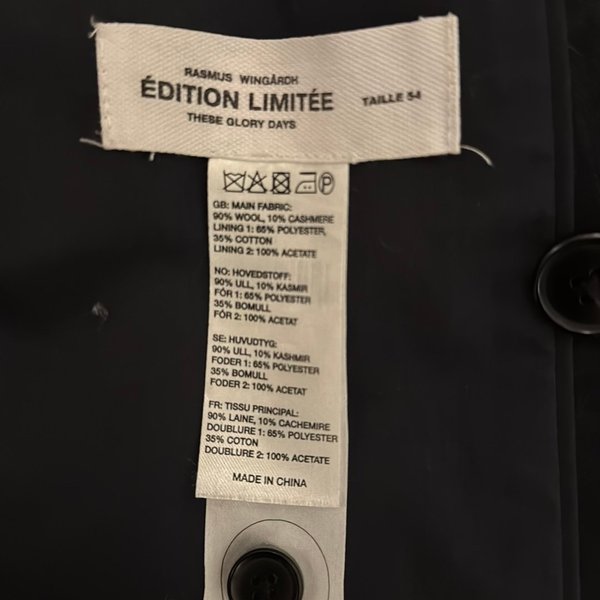 RASMUS WINGÅRDH
ÉDITION LIMITÉE
TAILLE 54
THESE GLORY DAYS
P
GB: MAIN FABRIC:
90% WOOL, 10% CASHMERE
LINING 1: 65% POLYESTER,
35% COTTON
LINING 2: 100% ACETATE
NO: HOVEDSTOFF:
90% ULL, 10% KASMIR
FÓR 1: 65% POLYESTER
35% BOMULL
FÓR 2: 100% ACETAT
SE: HUVUDTYG:
90% ULL, 10% KASHMIR
FODER 1: 65% POLYESTER
35% BOMULL
FODER 2: 100% ACETAT
FR: TISSU PRINCIPAL:
90% LAINE, 10% CACHEMIRE
DOUBLURE 1: 65% POLYESTER
35% COTON
DOUBLURE 2: 100% ACETATE
MADE IN CHINA